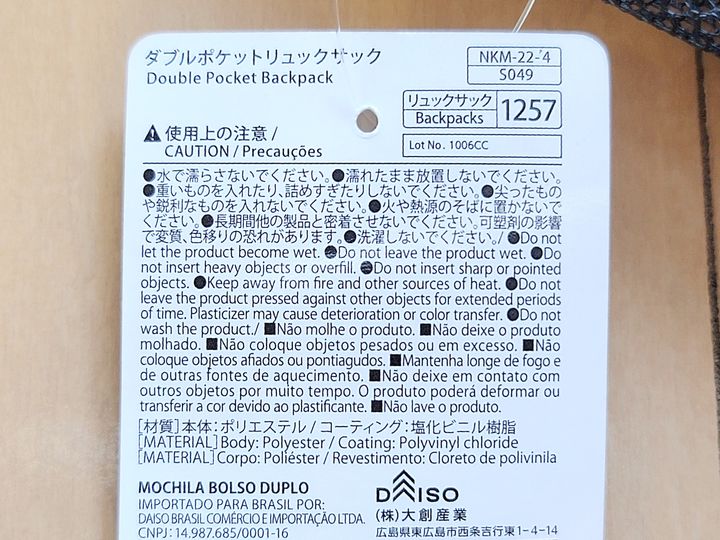 ダブルポケットリュックサック
Double Pocket Backpack
NKM-22-'4
S049
リュックサック
Backpacks
1257
Lot No. 1006CC
使用上の注意 /
CAUTION / Precauções
●水で濡らさないでください。●濡れたまま放置しないでください。
●重いものを入れたり、詰めすぎたりしないでください。●尖ったもの
や鋭利なものを入れないでください。●火や熱源のそばに置かないで
ください。●長期間他の製品と密着させないでください。可塑剤の影響
で変質、色移りの恐れがあります。●洗濯しないでください。/ ●Do not
let the product become wet. ●Do not leave the product wet. ●Do
not insert heavy objects or overfill. ●Do not insert sharp or pointed
objects. ●Keep away from fire and other sources of heat. ●Do not
leave the product pressed against other objects for extended periods
of time. Plasticizer may cause deterioration or color transfer. ●Do not
wash the product./ ■Não molhe o produto. ■Não deixe o produto
molhado. ■Não coloque objetos pesados ou em excesso. ■Não
coloque objetos afiados ou pontiagudos. ■Mantenha longe de fogo e
de outras fontes de aquecimento. ■Não deixe em contato com
outros objetos por muito tempo. O produto poderá deformar ou
transferir a cor devido ao plastificante. ■Não lave o produto.
[材質]本体:ポリエステル / コーティング:塩化ビニル樹脂
[MATERIAL]Body: Polyester / Coating: Polyvinyl chloride
[MATERIAL]Corpo: Poliéster / Revestimento: Cloreto de polivinila
MOCHILA BOLSO DUPLO
IMPORTADO PARA BRASIL POR:
DAISO BRASIL COMÉRCIO E IMPORTAÇÃO LTDA.
CNPJ: 14.987.685/0001-16
DAISO
(株)大創産業
広島県東広島市西条吉行東1-4-14